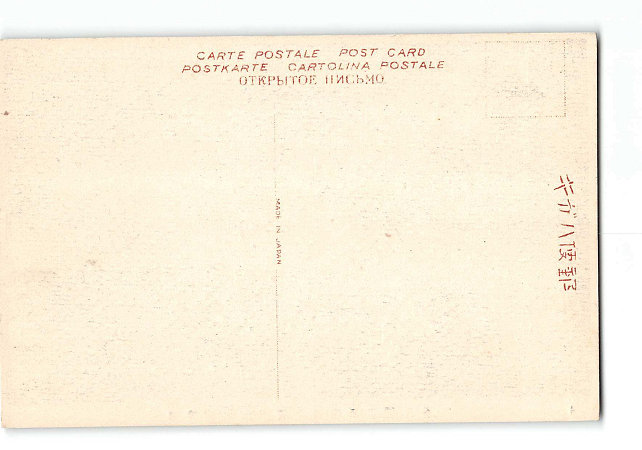 CARTE POSTALE POST CARD
POSTKARTE CARTOLINA POSTALE
ОТКРЫТОЕ ПИСЬМО
MADE IN JAPAN
郵便ハガキ